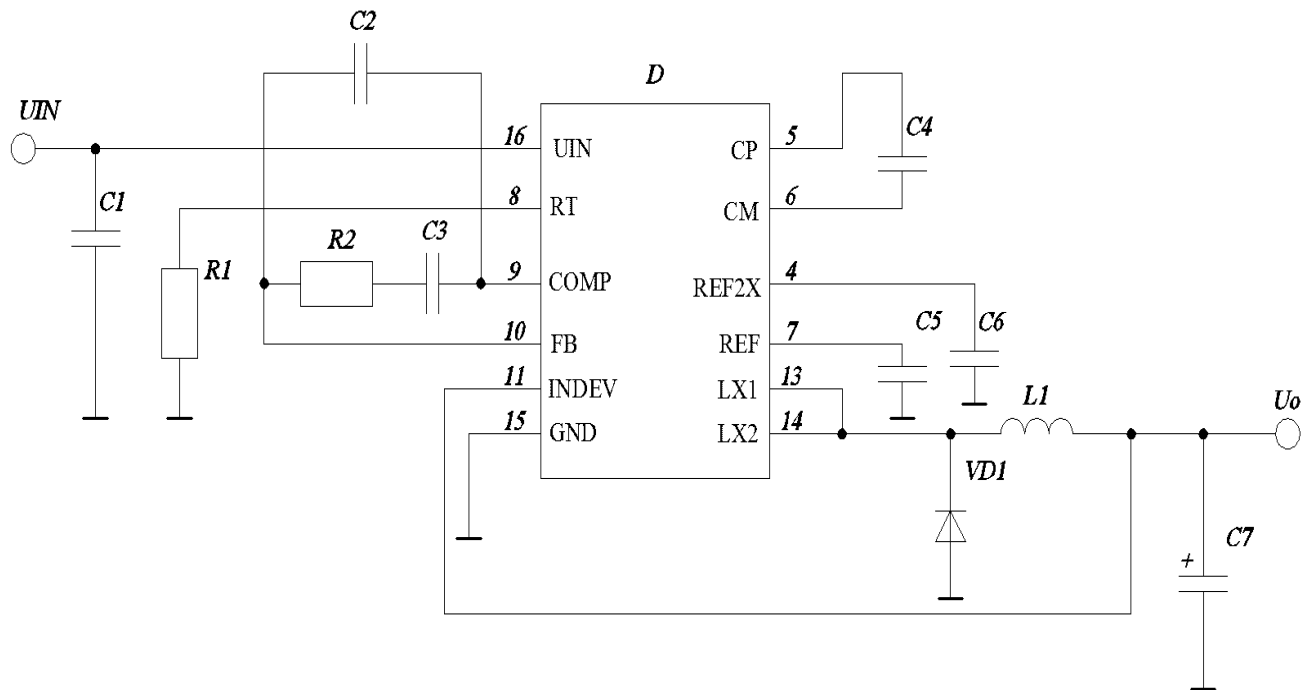 C2
D
UIN
16 UIN CP 5 C4
C1
8 RT CM 6
R1 R2 C3
9 COMP REF2X 4
C5 C6
10 FB REF 7
11 INDEV LX1 13 L1 Uo
15 GND LX2 14
VD1
C7
+